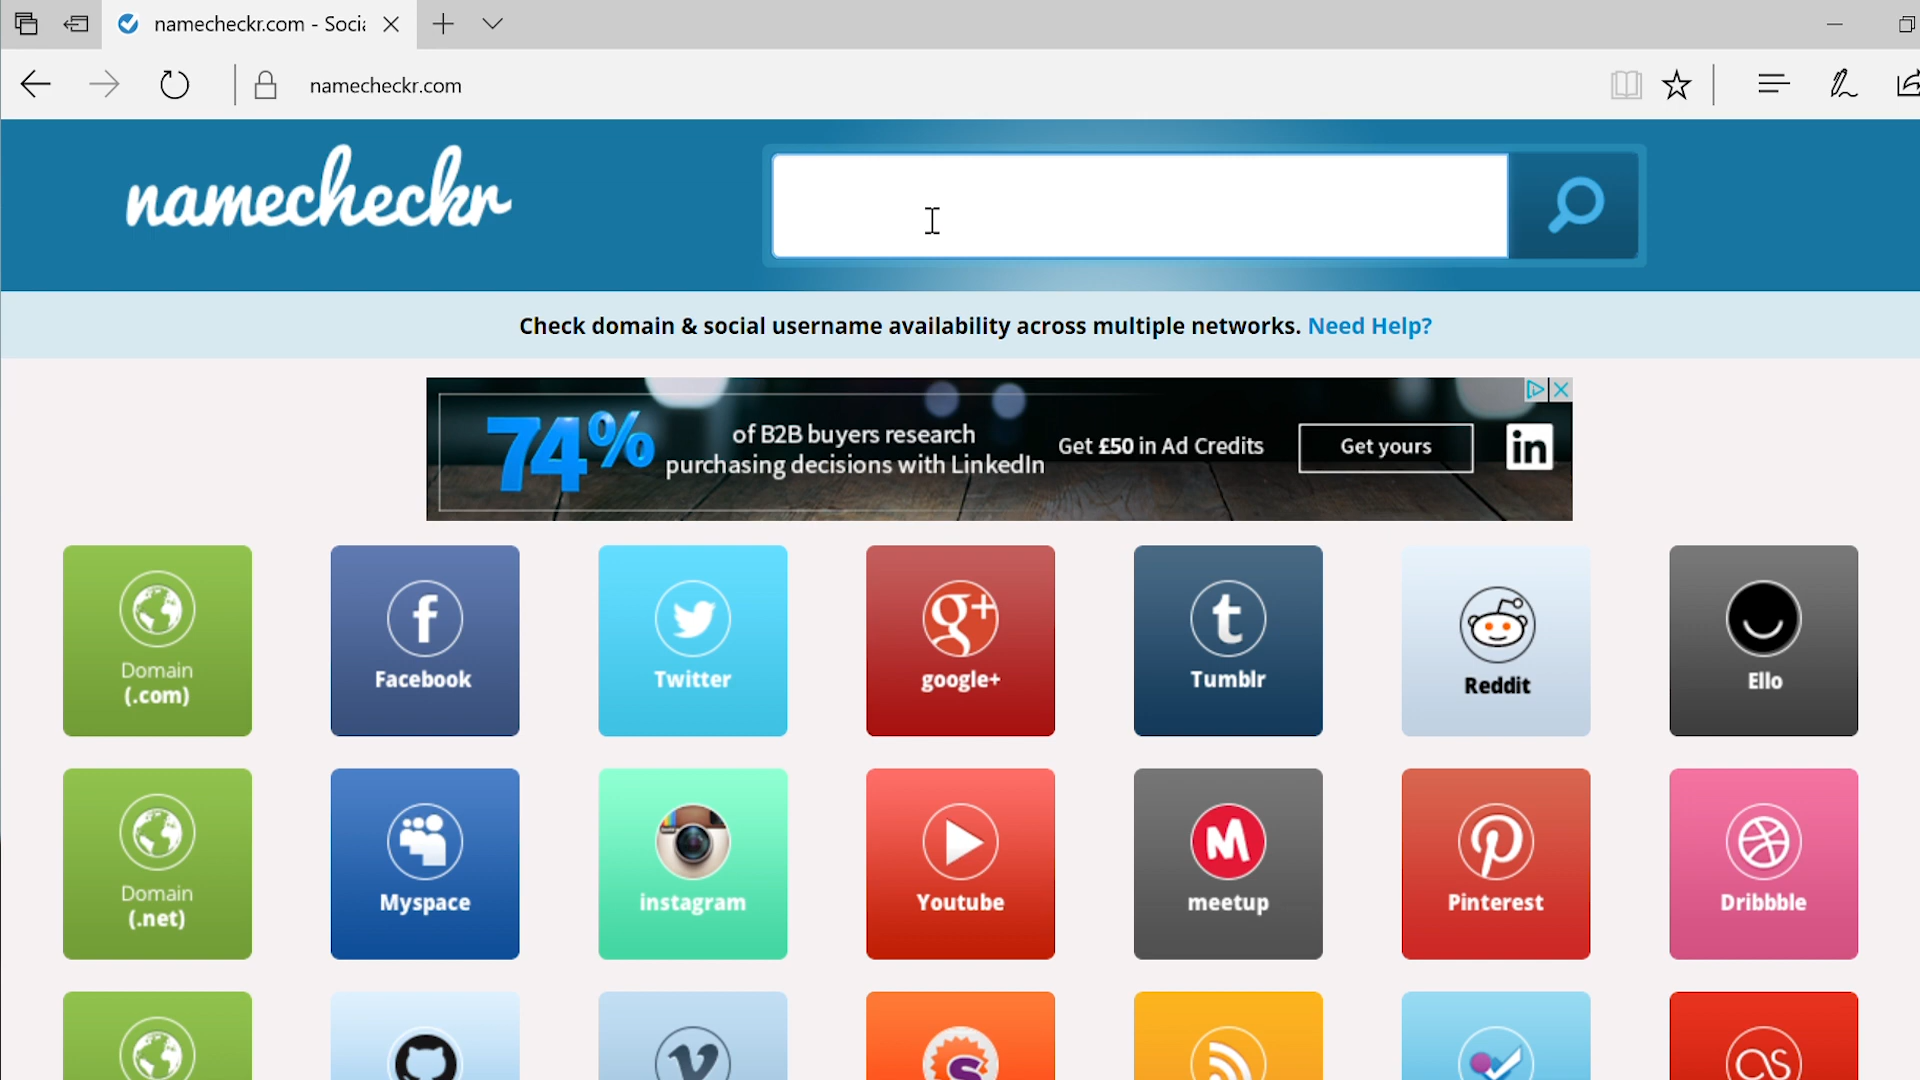 namecheckr.com - Soci
namecheckr.com
namecheckr
Check domain & social username availability across multiple networks. Need Help?
74%
of B2B buyers research
purchasing decisions with LinkedIn
Get £50 in Ad Credits
Get yours
in
Domain
(.com)
Facebook
Twitter
g+
google+
Tumblr
Reddit
Ello
Domain
(.net)
Myspace
instagram
Youtube
meetup
Pinterest
Dribbble